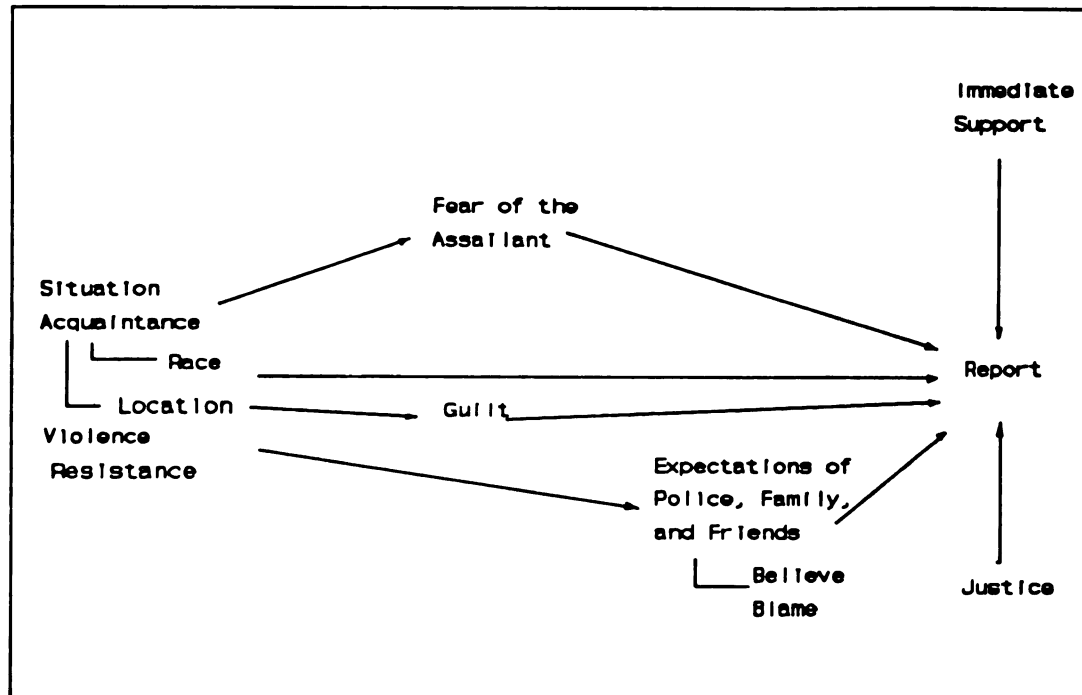 Immediate
Support
Fear of the
Assailant
Situation
Acquaintance
Race
Report
Location
Guilt
Violence
Resistance
Expectations of
Police, Family,
and Friends
Believe
Blame
Justice